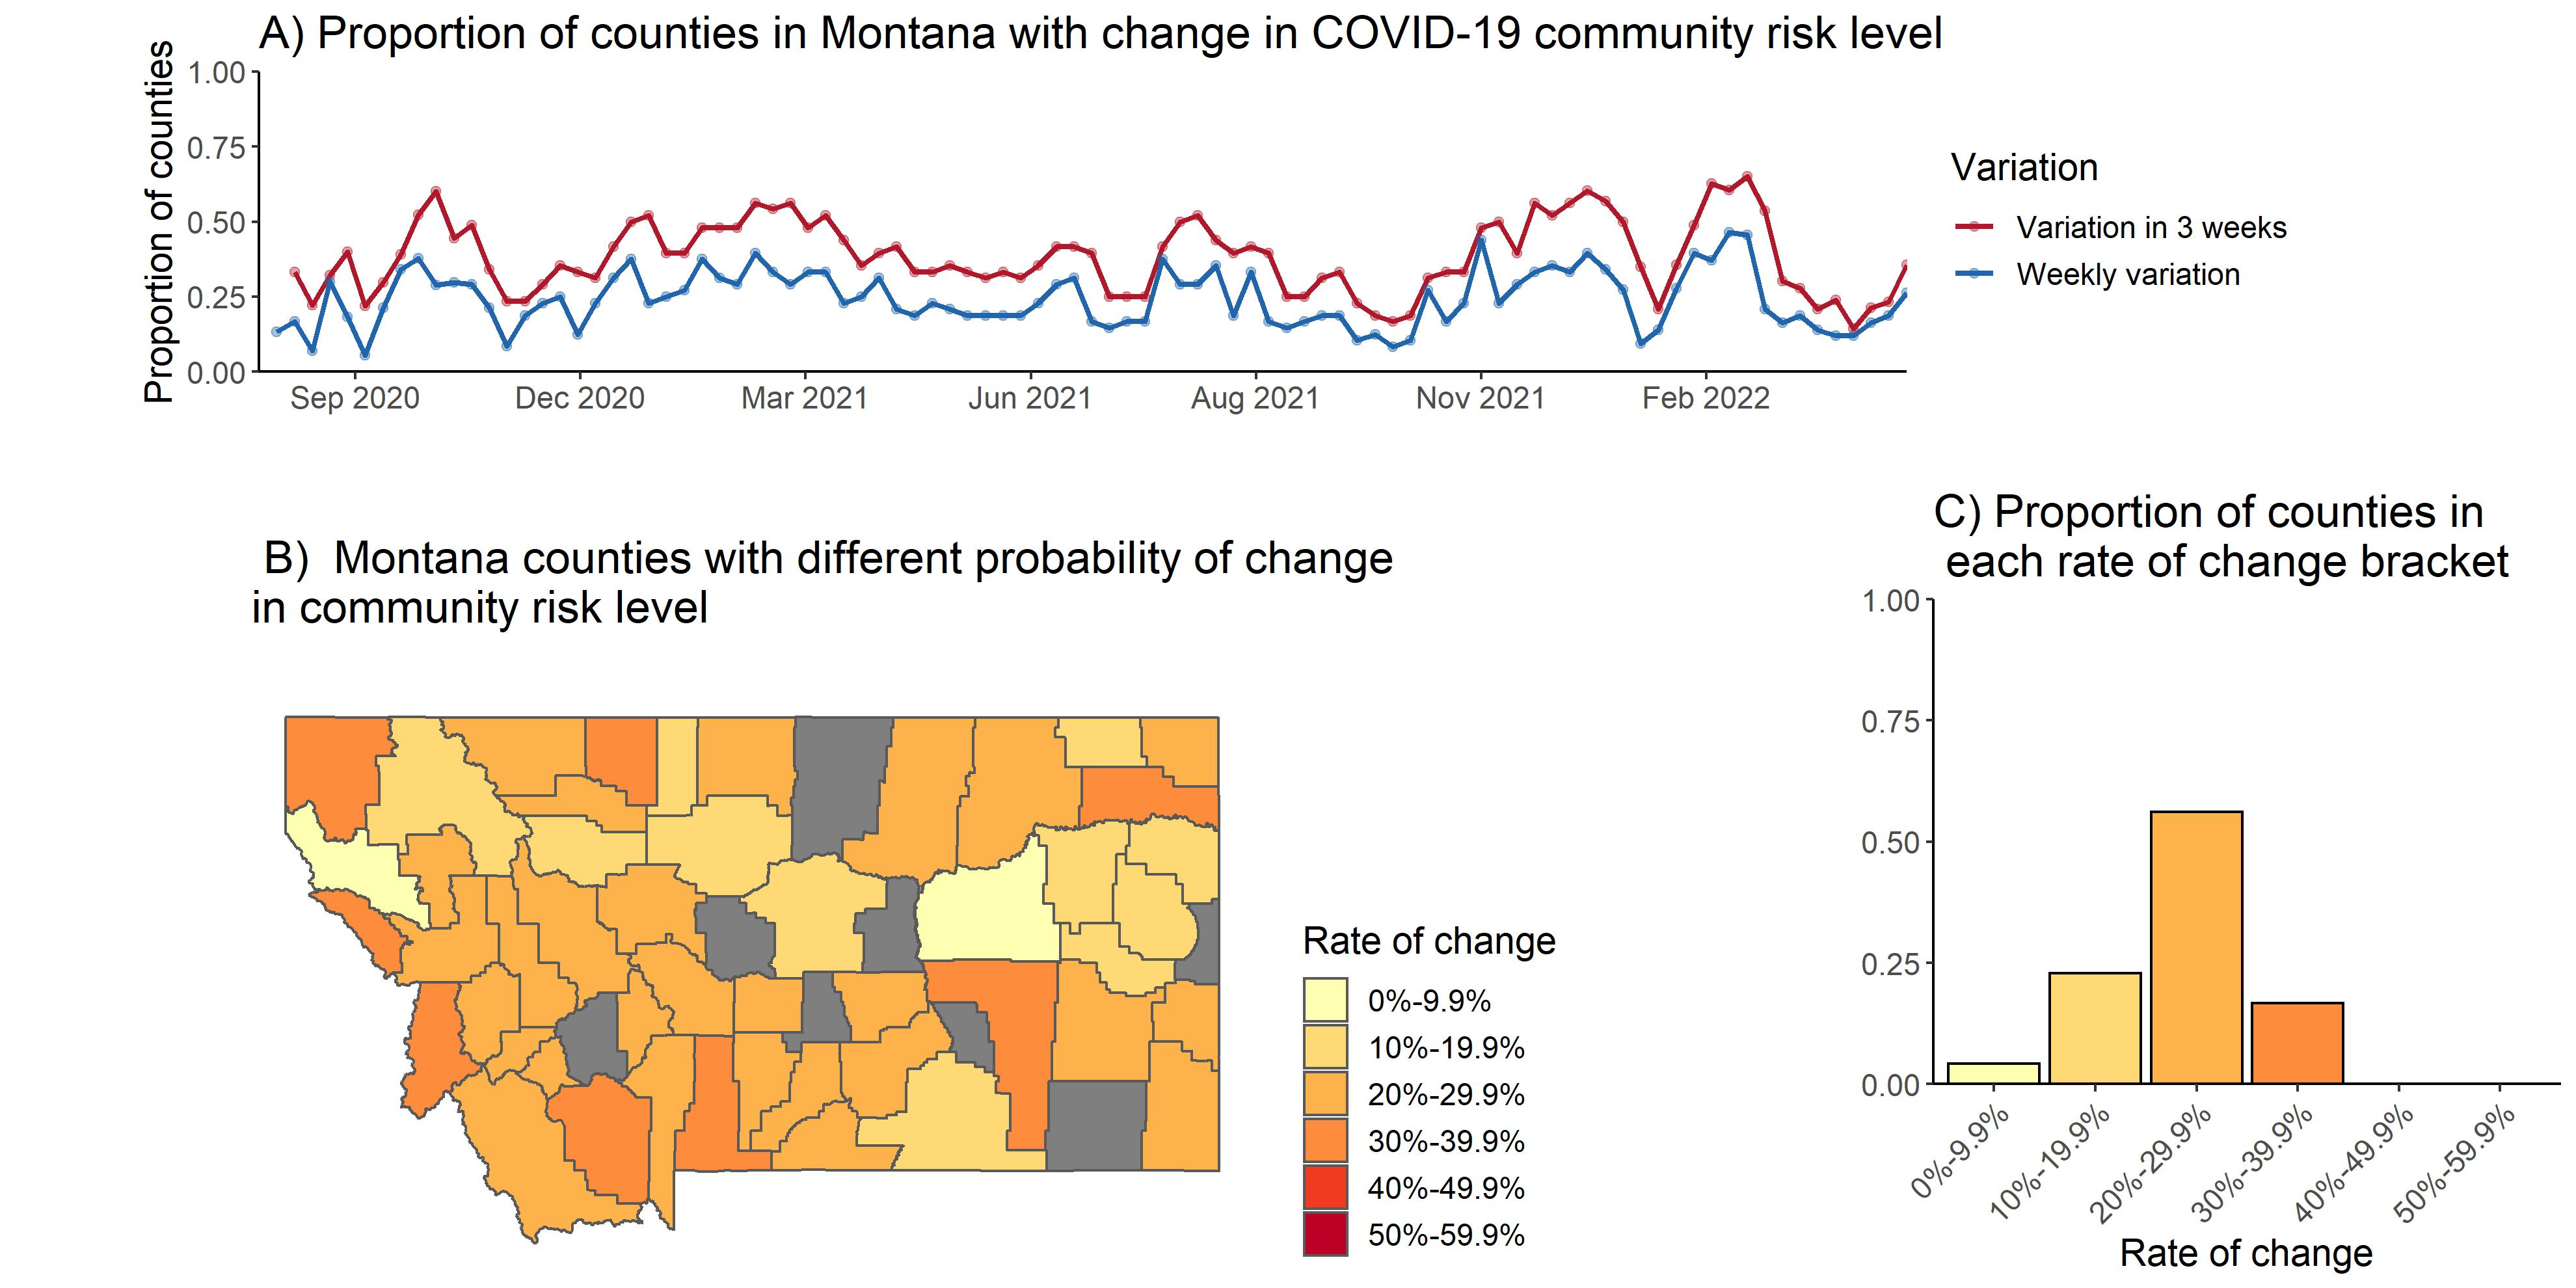 A) Proportion of counties in Montana with change in COVID-19 community risk level
Proportion of counties
1.00
0.75
0.50
0.25
0.00
Sep 2020 Dec 2020 Mar 2021 Jun 2021 Aug 2021 Nov 2021 Feb 2022
Variation
Variation in 3 weeks
Weekly variation
B) Montana counties with different probability of change
in community risk level
Rate of change
0%-9.9%
10%-19.9%
20%-29.9%
30%-39.9%
40%-49.9%
50%-59.9%
C) Proportion of counties in
each rate of change bracket
1.00
0.75
0.50
0.25
0.00
0%-9.9%
10%-19.9%
20%-29.9%
30%-39.9%
40%-49.9%
50%-59.9%
Rate of change